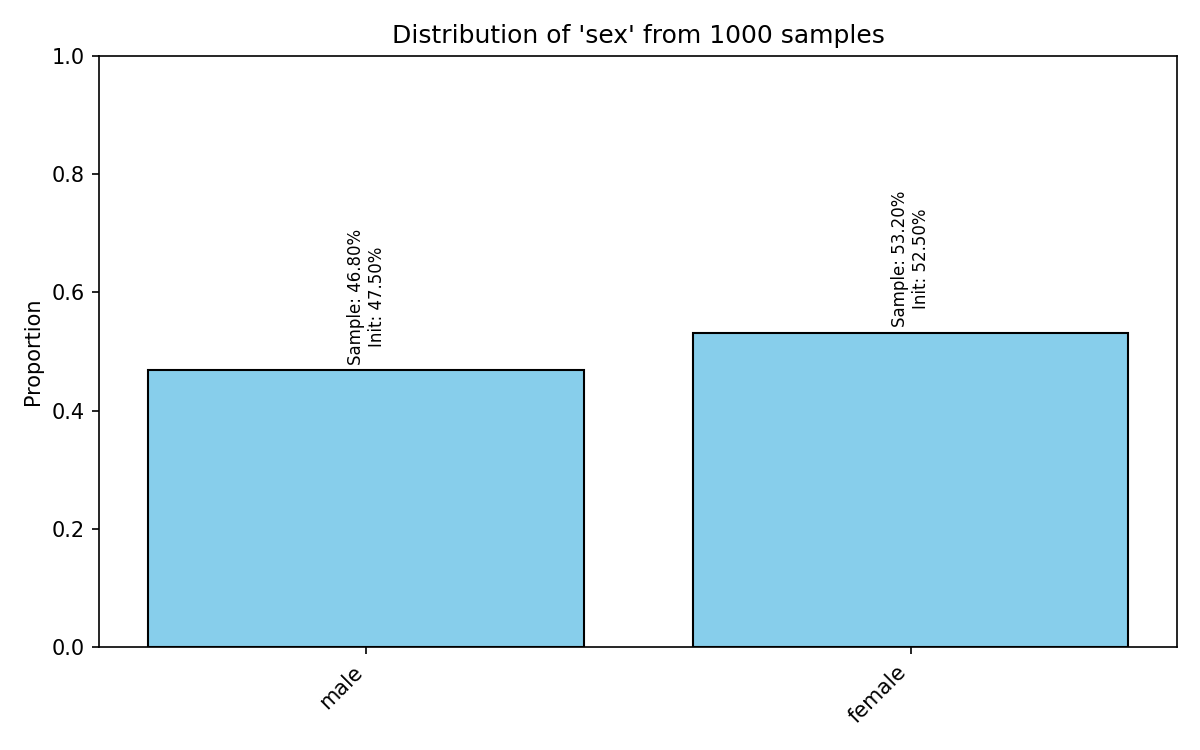 Distribution of 'sex' from 1000 samples
1.0
0.8
0.6
0.4
0.2
0.0
Proportion
Sample: 46.80%
Init: 47.50%
Sample: 53.20%
Init: 52.50%
male
female